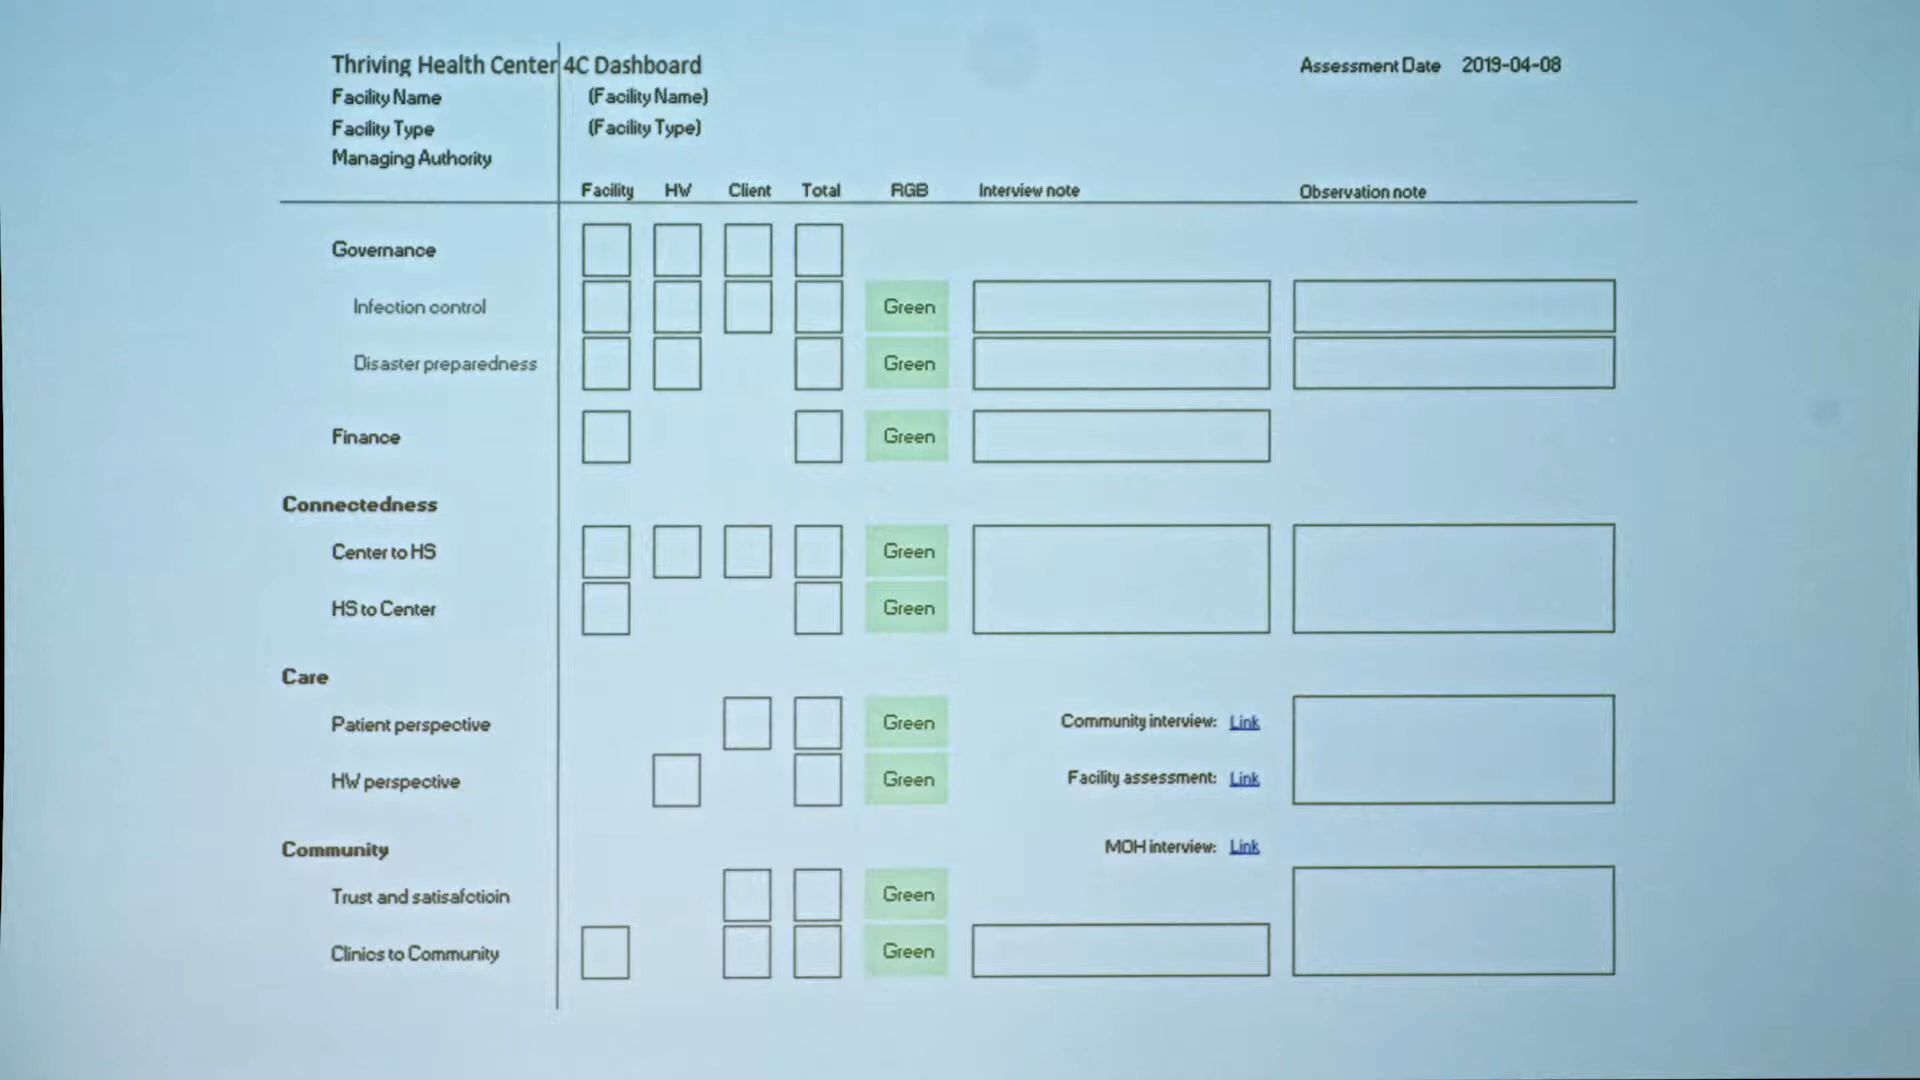 Thriving Health Center 4C Dashboard
Assessment Date 2019-04-08
Facility Name (Facility Name)
Facility Type (Facility Type)
Managing Authority
Facility HW Client Total RGB Interview note Observation note
Governance
Infection control Green
Disaster preparedness Green
Finance Green
Connectedness
Center to HS Green
HS to Center Green
Care
Patient perspective Green Community interview: Link
HW perspective Green Facility assessment: Link
Community MOH interview: Link
Trust and satisafctioin Green
Clinics to Community Green